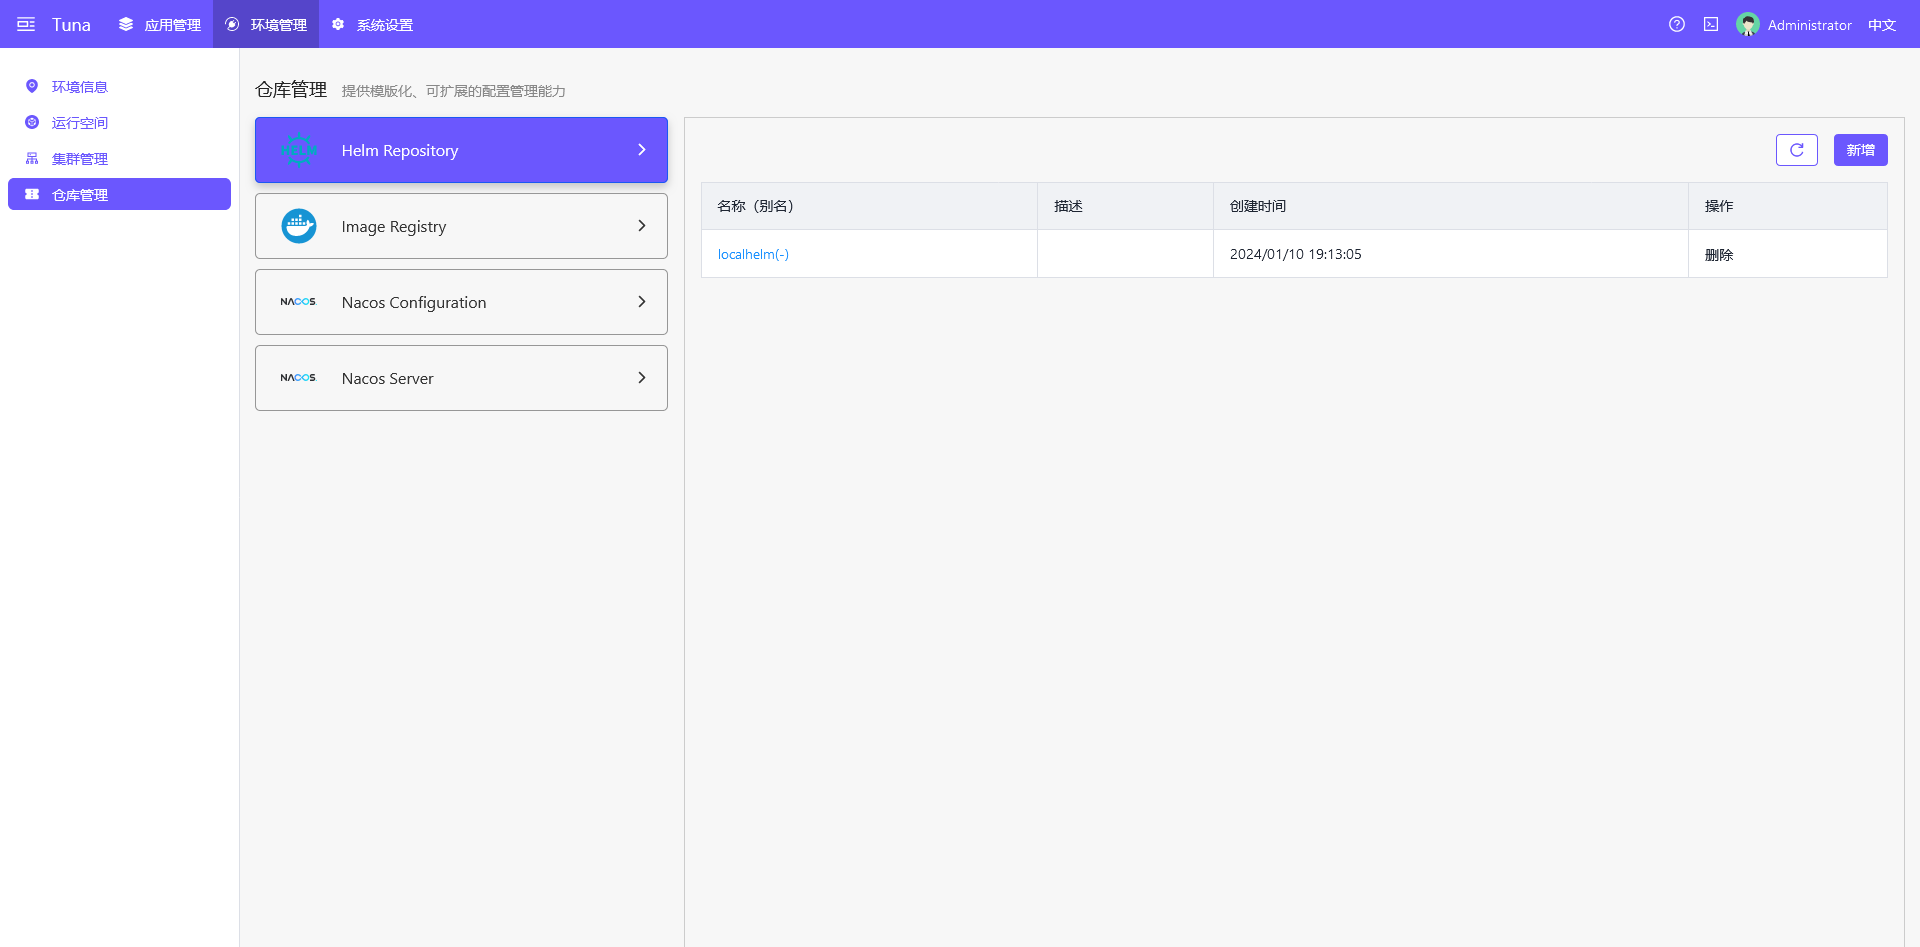 Tuna 应用管理 环境管理 系统设置 Administrator 中文
环境信息
运行空间
集群管理
仓库管理
仓库管理 提供模版化、可扩展的配置管理能力
HELM Helm Repository
Image Registry
NACOS. Nacos Configuration
NACOS. Nacos Server
新增
名称（别名） 描述 创建时间 操作
localhelm(-) 2024/01/10 19:13:05 删除